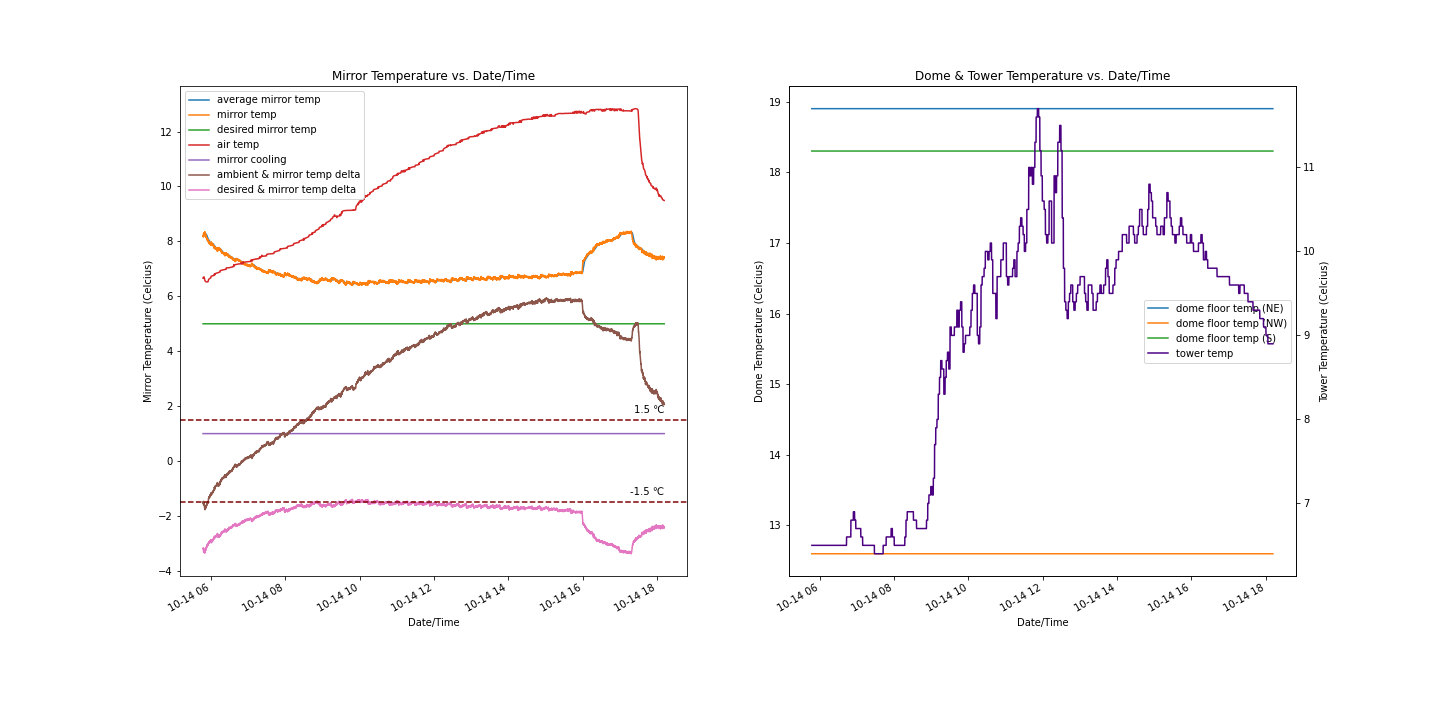 Mirror Temperature vs. Date/Time
average mirror temp
mirror temp
desired mirror temp
air temp
mirror cooling
ambient & mirror temp delta
desired & mirror temp delta
12
10
8
6
4
2
0
−2
−4
Mirror Temperature (Celcius)
1.5 ℃
-1.5 ℃
10-14 06
10-14 08
10-14 10
10-14 12
10-14 14
10-14 16
10-14 18
Date/Time
Dome & Tower Temperature vs. Date/Time
19
18
17
16
15
14
13
Dome Temperature (Celcius)
dome floor temp (NE)
dome floor temp (NW)
dome floor temp (S)
tower temp
11
10
9
8
7
Tower Temperature (Celcius)
10-14 06
10-14 08
10-14 10
10-14 12
10-14 14
10-14 16
10-14 18
Date/Time